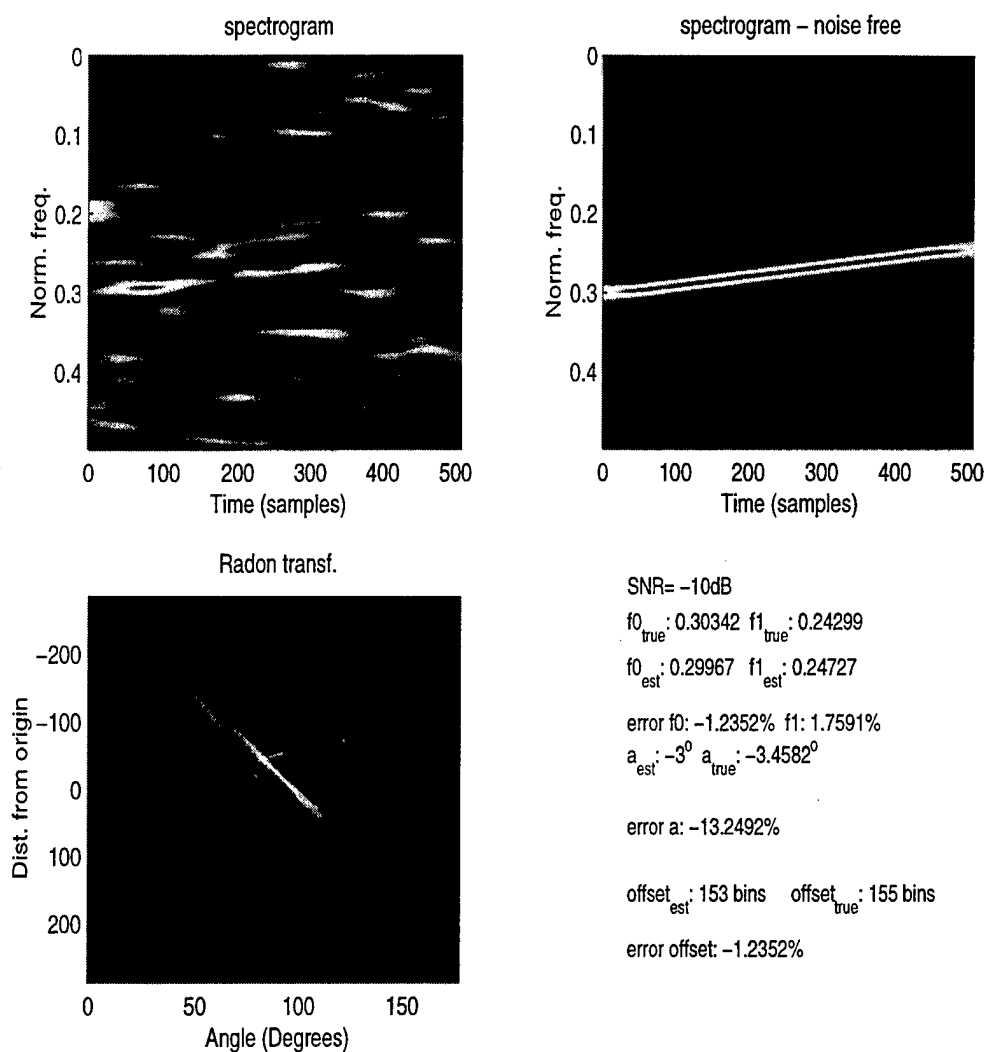 spectrogram
0
0.1
0.2
0.3
0.4
Norm. freq.
0 100 200 300 400 500
Time (samples)
spectrogram – noise free
0
0.1
0.2
0.3
0.4
Norm. freq.
0 100 200 300 400 500
Time (samples)
Radon transf.
−200
−100
0
100
200
Dist. from origin
0 50 100 150
Angle (Degrees)
SNR= −10dB
f0true: 0.30342 f1true: 0.24299
f0est: 0.29967 f1est: 0.24727
error f0: −1.2352% f1: 1.7591%
aest: −3° atrue: −3.4582°
error a: −13.2492%
offsetest: 153 bins offsettrue: 155 bins
error offset: −1.2352%